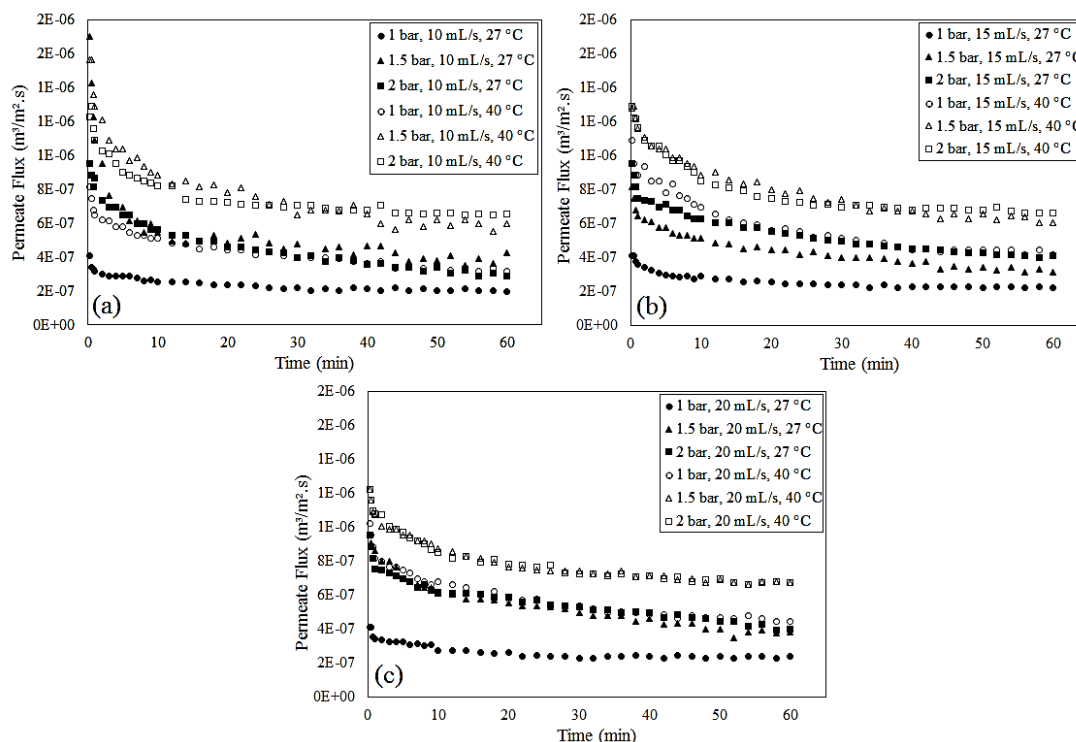 2E-06
2E-06
1E-06
1E-06
1E-06
8E-07
6E-07
4E-07
2E-07
0E+00
Permeate Flux (m³/m².s)
1 bar, 10 mL/s, 27 °C
1.5 bar, 10 mL/s, 27 °C
2 bar, 10 mL/s, 27 °C
1 bar, 10 mL/s, 40 °C
1.5 bar, 10 mL/s, 40 °C
2 bar, 10 mL/s, 40 °C
(a)
0 10 20 30 40 50 60
Time (min)
2E-06
2E-06
1E-06
1E-06
1E-06
8E-07
6E-07
4E-07
2E-07
0E+00
Permeate Flux (m³/m².s)
1 bar, 15 mL/s, 27 °C
1.5 bar, 15 mL/s, 27 °C
2 bar, 15 mL/s, 27 °C
1 bar, 15 mL/s, 40 °C
1.5 bar, 15 mL/s, 40 °C
2 bar, 15 mL/s, 40 °C
(b)
0 10 20 30 40 50 60
Time (min)
2E-06
2E-06
1E-06
1E-06
1E-06
8E-07
6E-07
4E-07
2E-07
0E+00
Permeate Flux (m³/m².s)
1 bar, 20 mL/s, 27 °C
1.5 bar, 20 mL/s, 27 °C
2 bar, 20 mL/s, 27 °C
1 bar, 20 mL/s, 40 °C
1.5 bar, 20 mL/s, 40 °C
2 bar, 20 mL/s, 40 °C
(c)
0 10 20 30 40 50 60
Time (min)